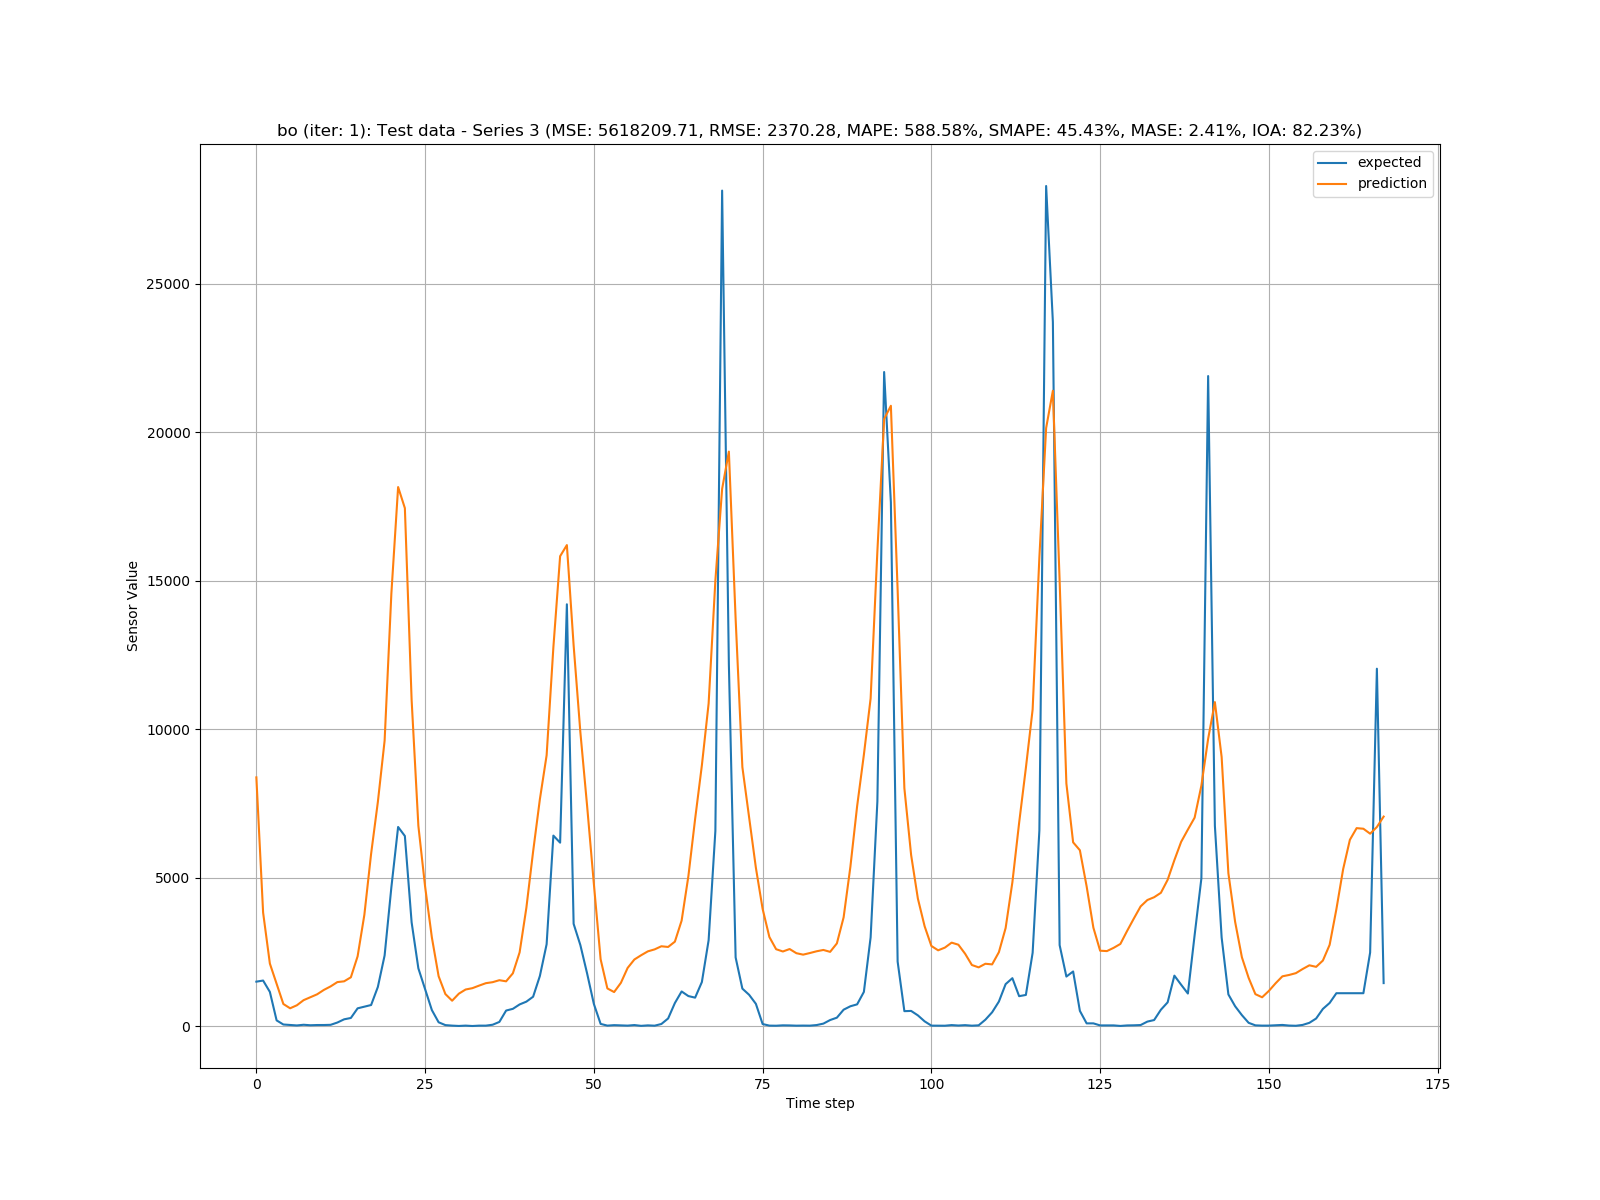 bo (iter: 1): Test data - Series 3 (MSE: 5618209.71, RMSE: 2370.28, MAPE: 588.58%, SMAPE: 45.43%, MASE: 2.41%, IOA: 82.23%)
expected
prediction
25000
20000
15000
10000
5000
0
Sensor Value
0 25 50 75 100 125 150 175
Time step